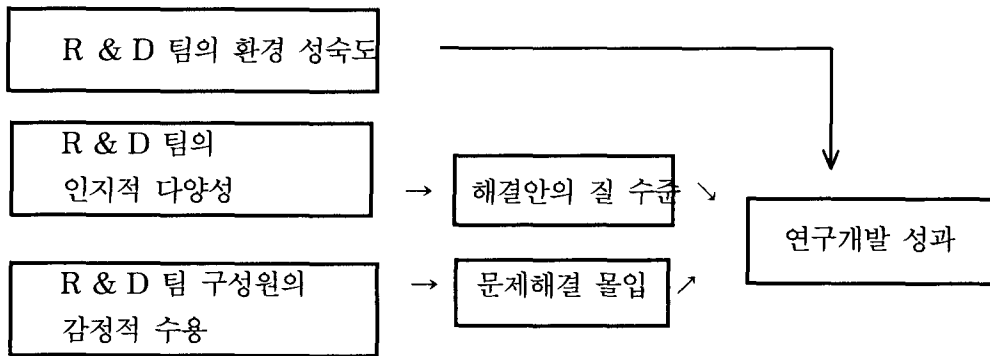 R & D 팀의 환경 성숙도
R & D 팀의
인지적 다양성
→
해결안의 질 수준 ↘
연구개발 성과
R & D 팀 구성원의
감정적 수용
→
문제해결 몰입 ↗